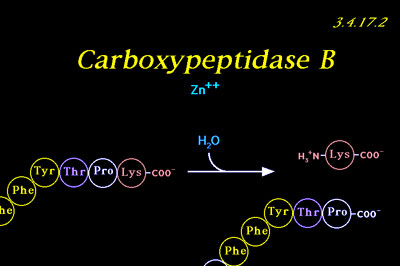 3.4.17.2
Carboxypeptidase B
Zn⁺⁺
H₂O
Phe Tyr Thr Pro Lys -COO⁻
H₃⁺N- Lys -COO⁻
Phe Phe Tyr Thr Pro -COO⁻